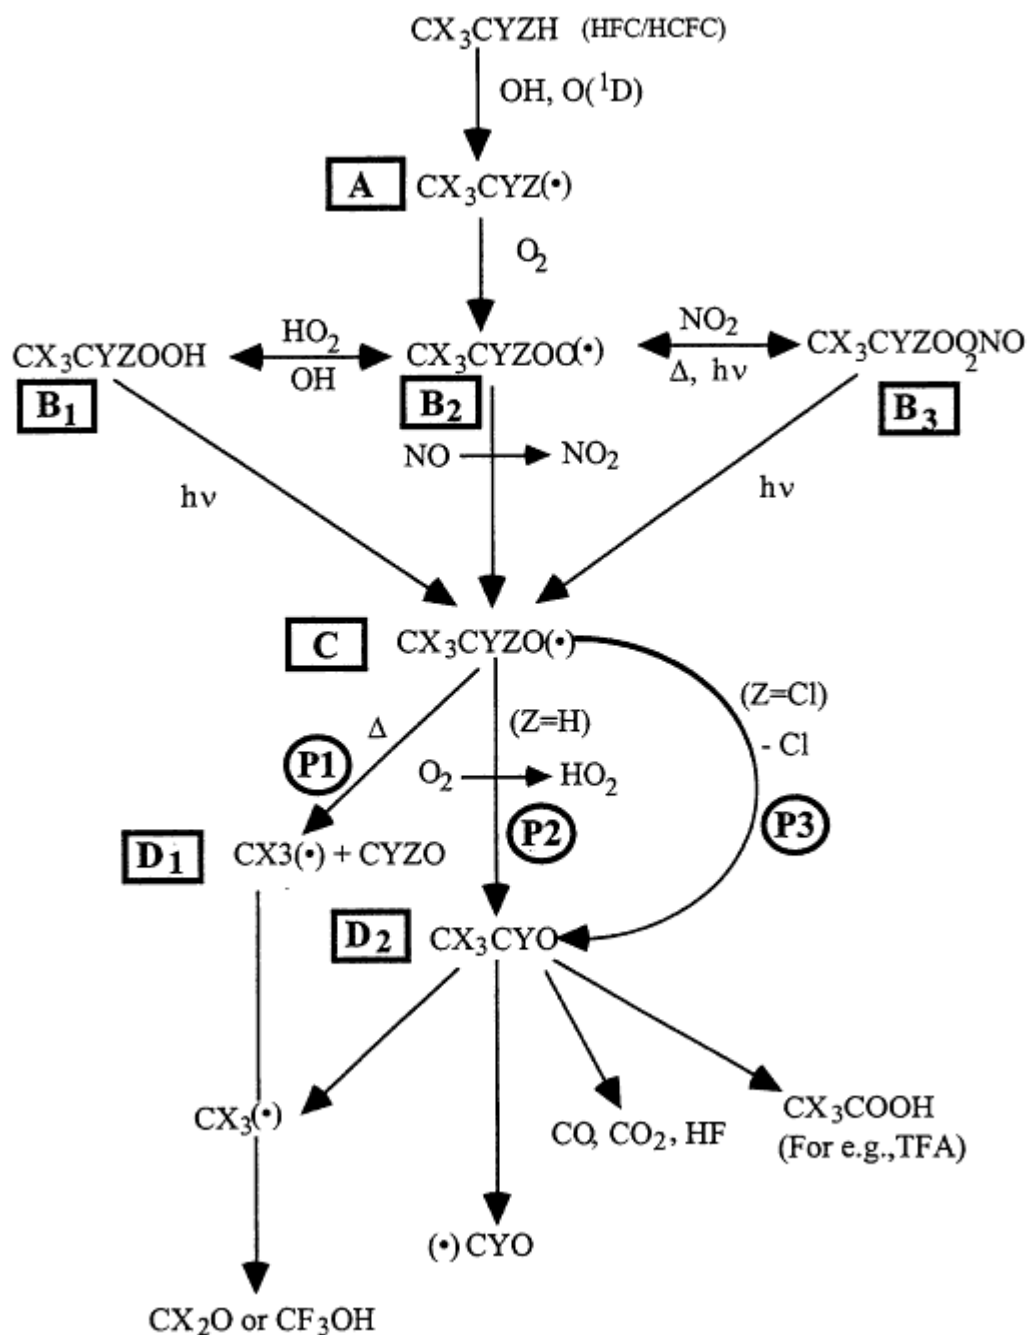 CX₃CYZH (HFC/HCFC)
OH, O(¹D)
A CX₃CYZ(•)
O₂
CX₃CYZOOH HO₂ CX₃CYZOO(•) NO₂ CX₃CYZOO₂NO
OH Δ, hν
B₁ B₂ B₃
NO NO₂
hν hν
C CX₃CYZO(•)
(Z=Cl)
Δ (Z=H)
- Cl
P1 O₂ HO₂
P2 P3
D₁ CX3(•) + CYZO
D₂ CX₃CYO
CX₃(•) CO, CO₂, HF CX₃COOH
(For e.g.,TFA)
(•) CYO
CX₂O or CF₃OH